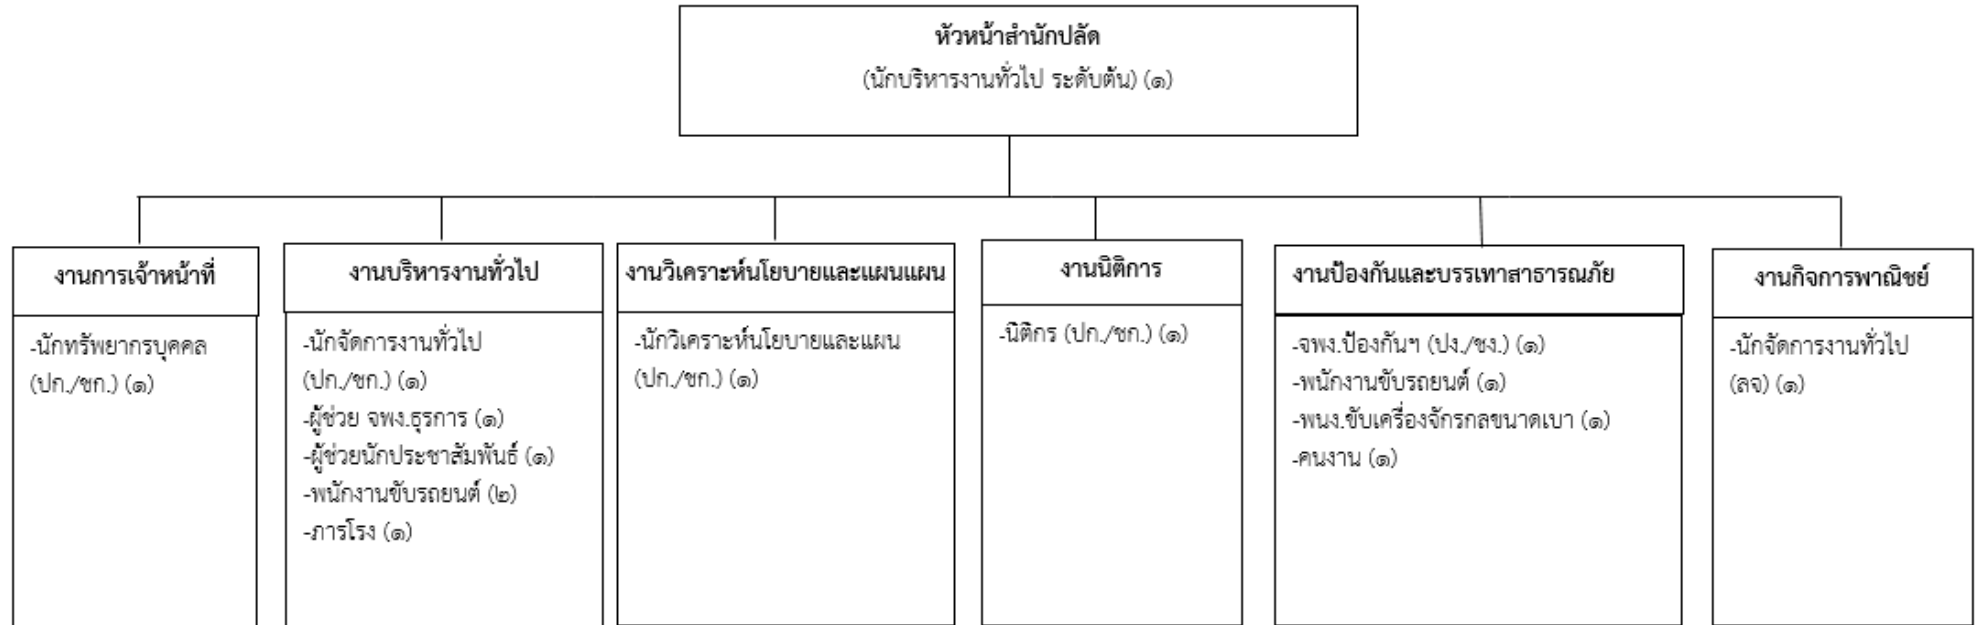 หัวหน้าสำนักปลัด
(นักบริหารงานทั่วไป ระดับต้น) (๑)
งานการเจ้าหน้าที่
-นักทรัพยากรบุคคล
(ปก./ชก.) (๑)
งานบริหารงานทั่วไป
-นักจัดการงานทั่วไป
(ปก./ชก.) (๑)
-ผู้ช่วย จพง.ธุรการ (๑)
-ผู้ช่วยนักประชาสัมพันธ์ (๑)
-พนักงานขับรถยนต์ (๒)
-ภารโรง (๑)
งานวิเคราะห์นโยบายและแผนแผน
-นักวิเคราะห์นโยบายและแผน
(ปก./ชก.) (๑)
งานนิติการ
-นิติกร (ปก./ชก.) (๑)
งานป้องกันและบรรเทาสาธารณภัย
-จพง.ป้องกันฯ (ปง./ชง.) (๑)
-พนักงานขับรถยนต์ (๑)
-พนง.ขับเครื่องจักรกลขนาดเบา (๑)
-คนงาน (๑)
งานกิจการพาณิชย์
-นักจัดการงานทั่วไป
(ลจ) (๑)